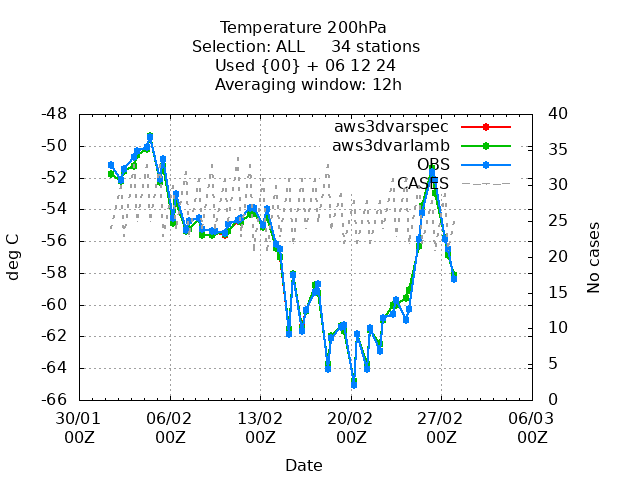 Temperature 200hPa
Selection: ALL 34 stations
Used {00} + 06 12 24
Averaging window: 12h
-48 40
aws3dvarspec
-50 aws3dvarlamb 35
OBS
-52 CASES 30
-54 25
-56
deg C No cases
-58 20
15
-60
-62 10
-64 5
-66 0
30/01 06/02 13/02 20/02 27/02 06/03
00Z 00Z 00Z 00Z 00Z 00Z
Date